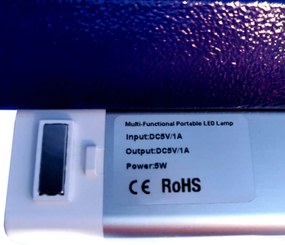 Multi-Functional Portable LED Lamp
Input:DC5V/1A
Output:DC5V/1A
Power:5W
CE RoHS